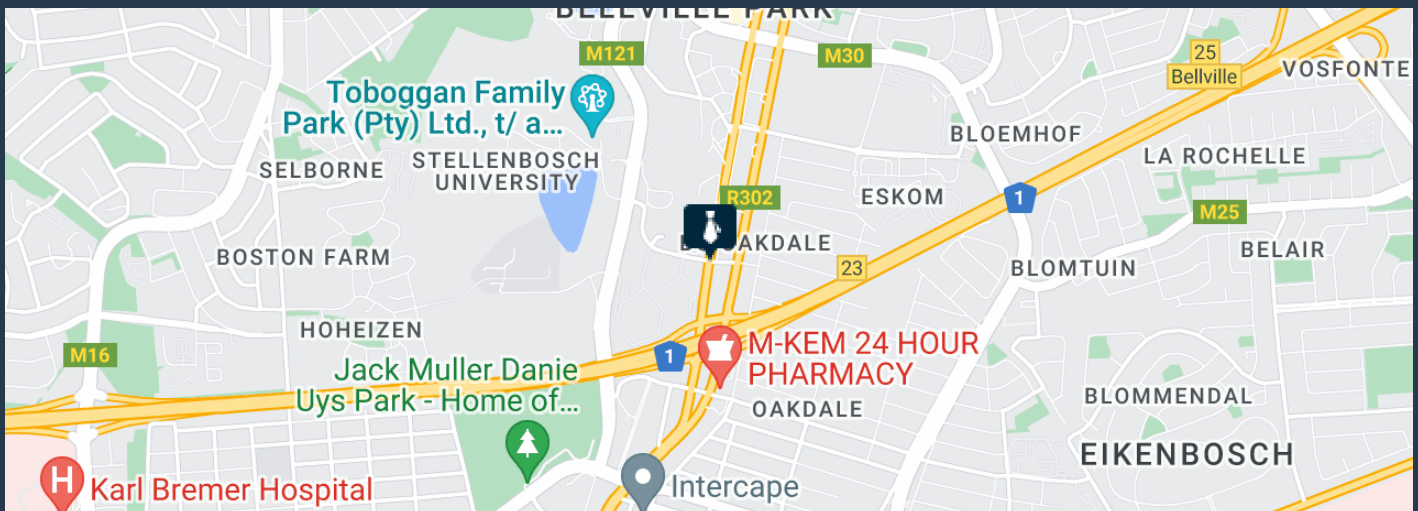 BELLVILLE PARK
M121
M30
25
Bellville
VOSFONTE
Toboggan Family
Park (Pty) Ltd., t/ a...
BLOEMHOF
LA ROCHELLE
SELBORNE
STELLENBOSCH
UNIVERSITY
R302
ESKOM
1
M25
OAKDALE
BOSTON FARM
BELAIR
23
BLOMTUIN
HOHEIZEN
M16
1
M-KEM 24 HOUR
PHARMACY
Jack Muller Danie
Uys Park - Home of...
OAKDALE
BLOMMENDAL
EIKENBOSCH
H
Karl Bremer Hospital
Intercape